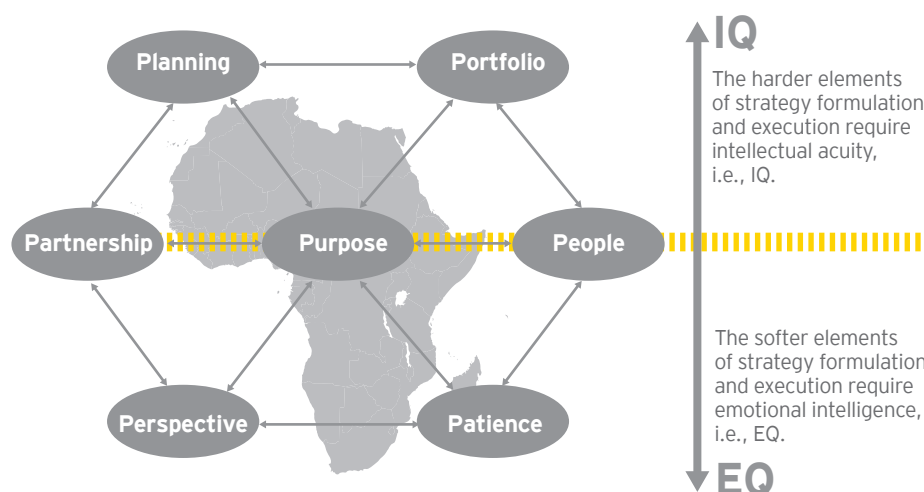 Planning
Portfolio
Partnership
Purpose
People
Perspective
Patience
IQ
The harder elements
of strategy formulation
and execution require
intellectual acuity,
i.e., IQ.
The softer elements
of strategy formulation
and execution require
emotional intelligence,
i.e., EQ.
EQ